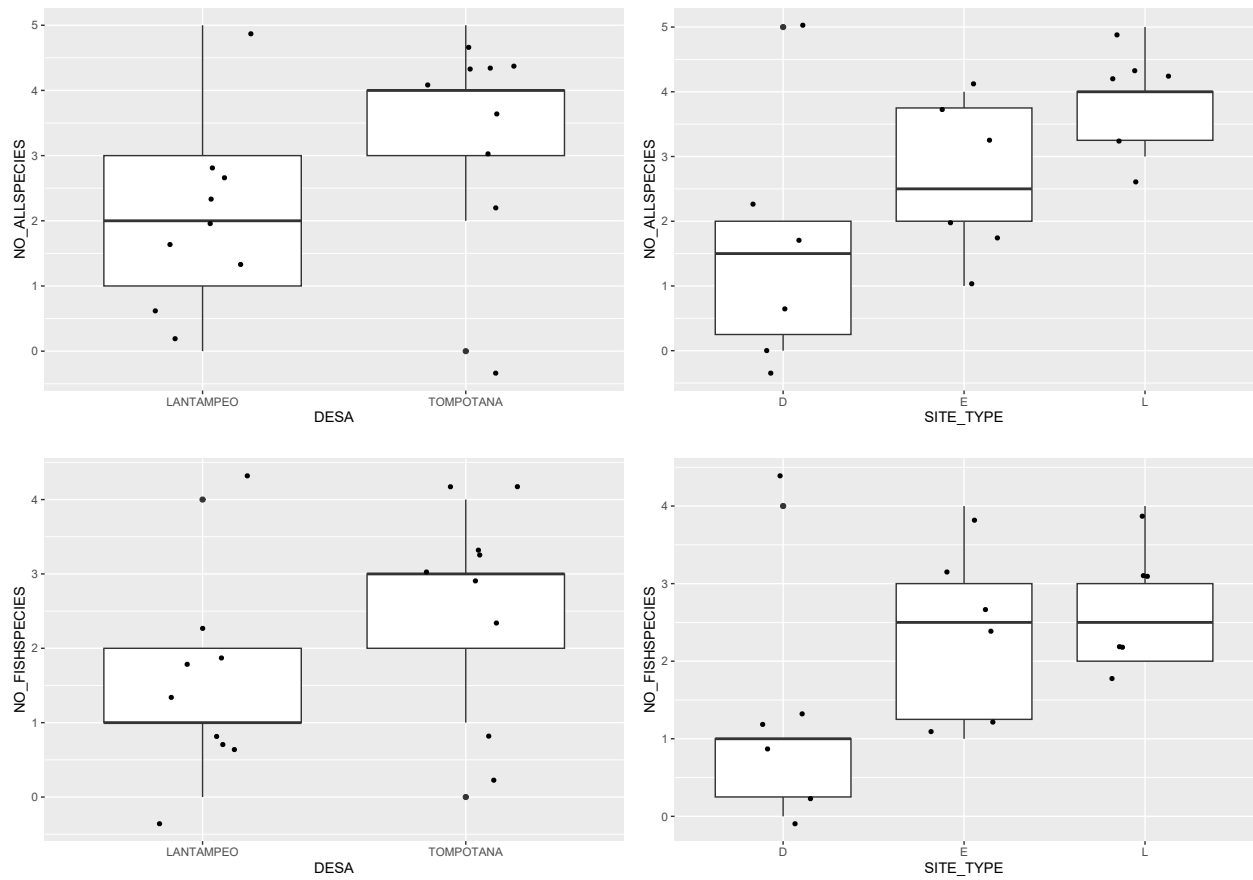 NO_ALLSPECIES
5
4
3
2
1
0
LANTAMPEO TOMPOTANA
DESA
NO_ALLSPECIES
5
4
3
2
1
0
D E L
SITE_TYPE
NO_FISHSPECIES
4
3
2
1
0
LANTAMPEO TOMPOTANA
DESA
NO_FISHSPECIES
4
3
2
1
0
D E L
SITE_TYPE